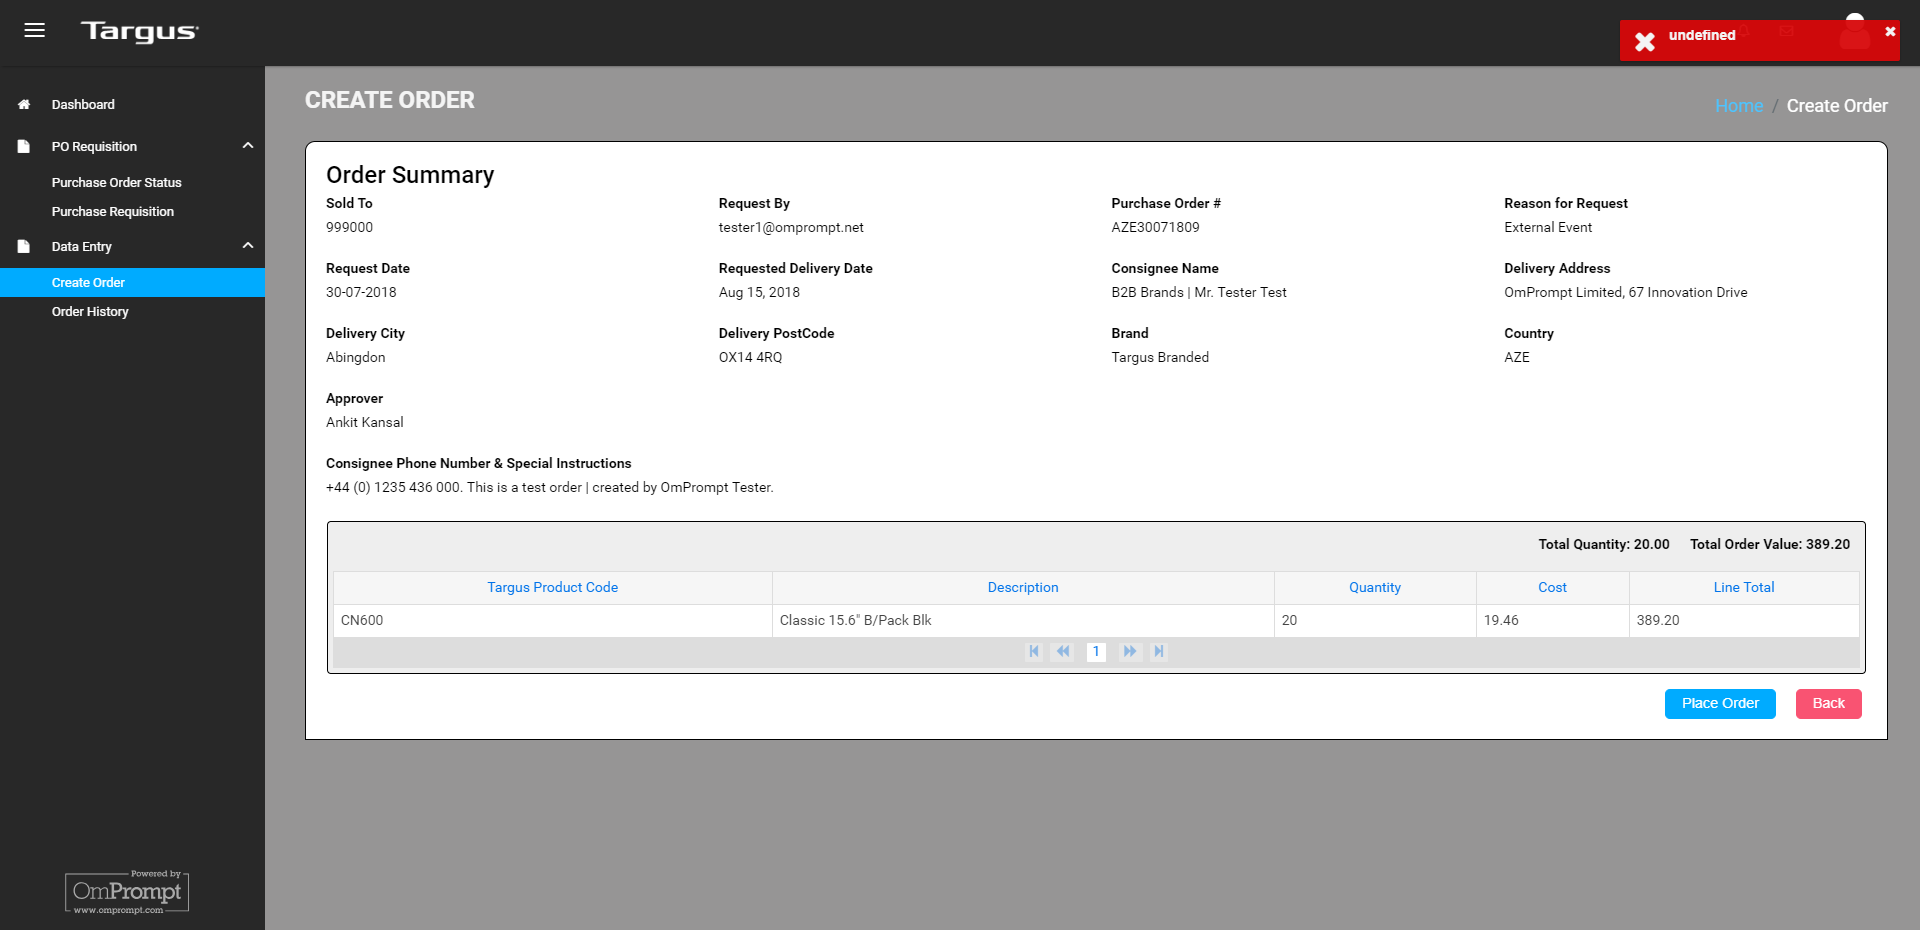 Targus
undefined
Dashboard
PO Requisition
Purchase Order Status
Purchase Requisition
Data Entry
Create Order
Order History
Powered by
OmPrompt
www.omprompt.com
CREATE ORDER
Home / Create Order
Order Summary
Sold To Request By Purchase Order # Reason for Request
999000 tester1@omprompt.net AZE30071809 External Event
Request Date Requested Delivery Date Consignee Name Delivery Address
30-07-2018 Aug 15, 2018 B2B Brands | Mr. Tester Test OmPrompt Limited, 67 Innovation Drive
Delivery City Delivery PostCode Brand Country
Abingdon OX14 4RQ Targus Branded AZE
Approver
Ankit Kansal
Consignee Phone Number & Special Instructions
+44 (0) 1235 436 000. This is a test order | created by OmPrompt Tester.
Total Quantity: 20.00 Total Order Value: 389.20
Targus Product Code Description Quantity Cost Line Total
CN600 Classic 15.6" B/Pack Blk 20 19.46 389.20
1
Place Order Back